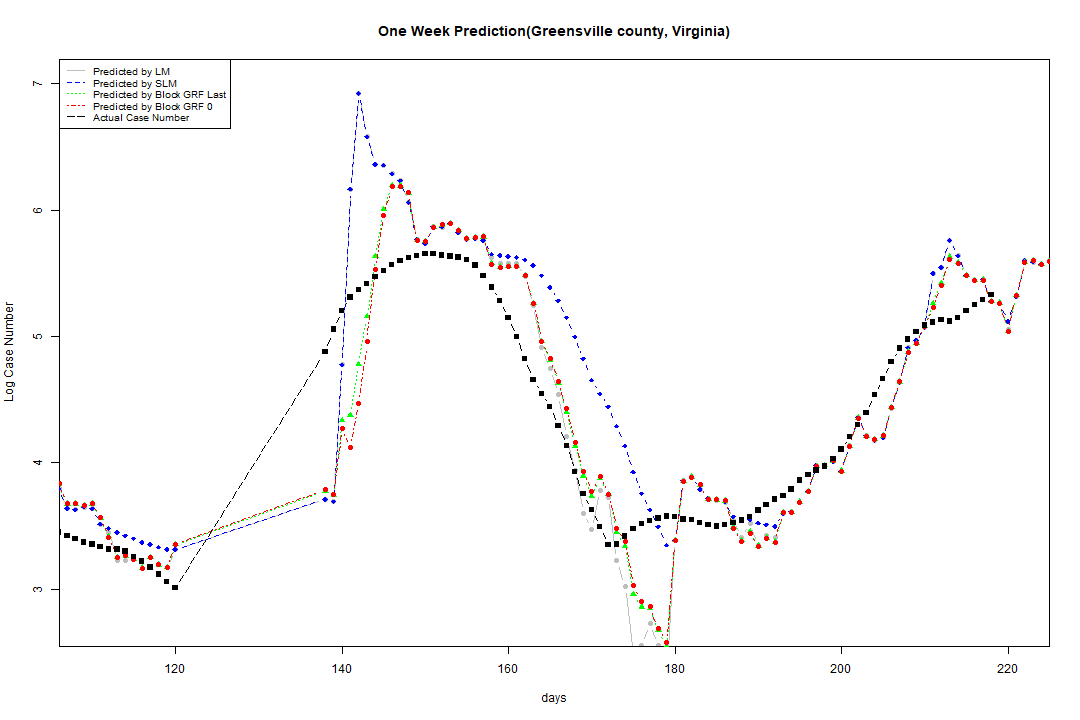 One Week Prediction(Greensville county, Virginia)
Predicted by LM
Predicted by SLM
Predicted by Block GRF Last
Predicted by Block GRF 0
Actual Case Number
Log Case Number
7
6
5
4
3
120 140 160 180 200 220
days